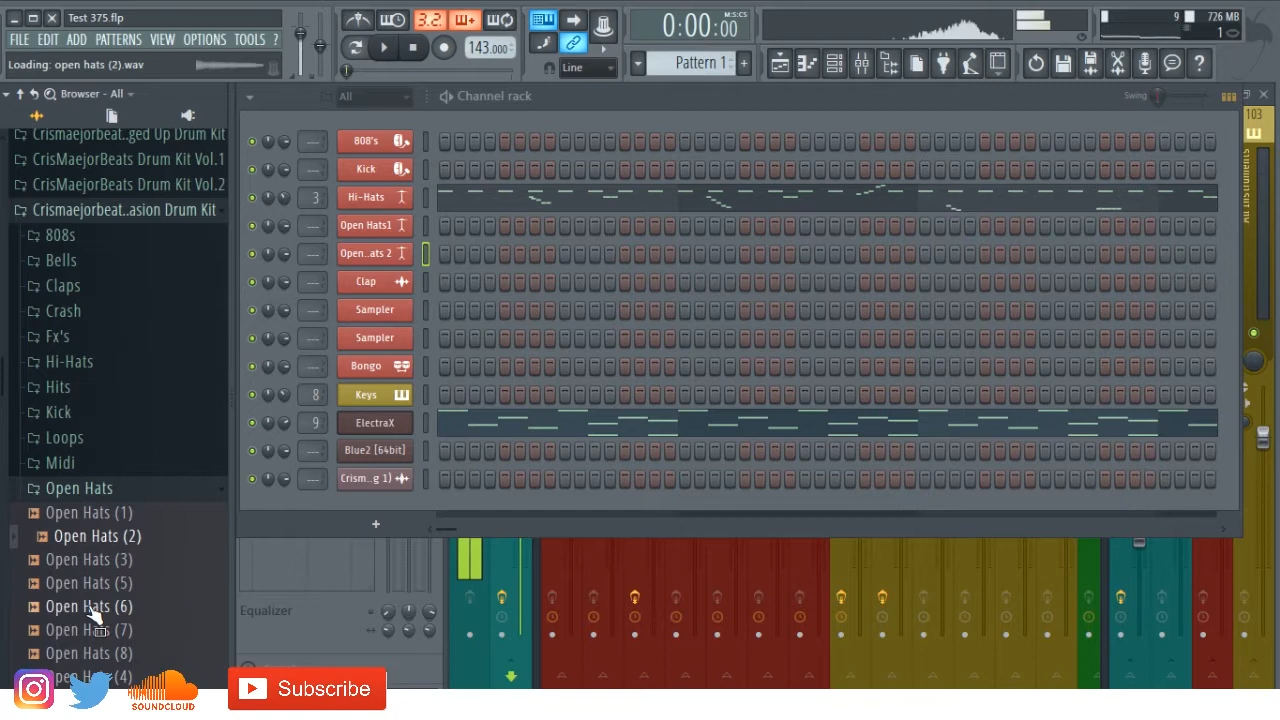 Test 375.flp
FILE EDIT ADD PATTERNS VIEW OPTIONS TOOLS ?
Loading: open hats (2).wav
3.2.
143.000
Line
0:00:00
M:S:CS
Pattern 1
9
726 MB
1
Browser - All
All
Channel rack
Swing
103
Crismaejorbeat..ged Up Drum Kit
CrisMaejorBeats Drum Kit Vol.1
CrisMaejorBeats Drum Kit Vol.2
Crismaejorbeat..asion Drum Kit
808s
Bells
Claps
Crash
Fx's
Hi-Hats
Hits
Kick
Loops
Midi
Open Hats
Open Hats (1)
Open Hats (2)
Open Hats (3)
Open Hats (5)
Open Hats (6)
Open Hats (7)
Open Hats (8)
808's
Kick
3 Hi-Hats
Open Hats1
Open..ats 2
Clap
Sampler
Sampler
Bongo
8 Keys
9 ElectraX
Blue2 [64bit]
Crism..g 1)
All Instruments
Equalizer
SOUNDCLOUD
Subscribe